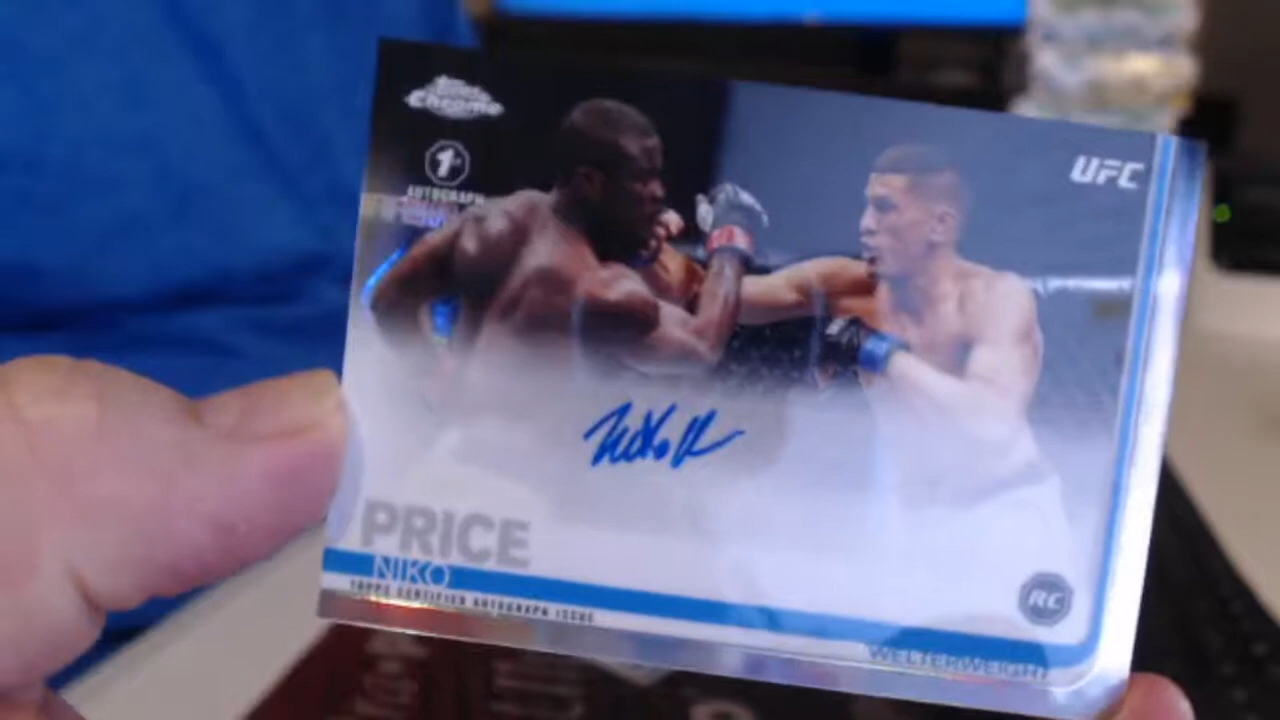 Topps
Chrome
1st
AUTOGRAPH
UFC
PRICE
NIKO
TOPPS CERTIFIED AUTOGRAPH ISSUE
RC
WELTERWEIGHT